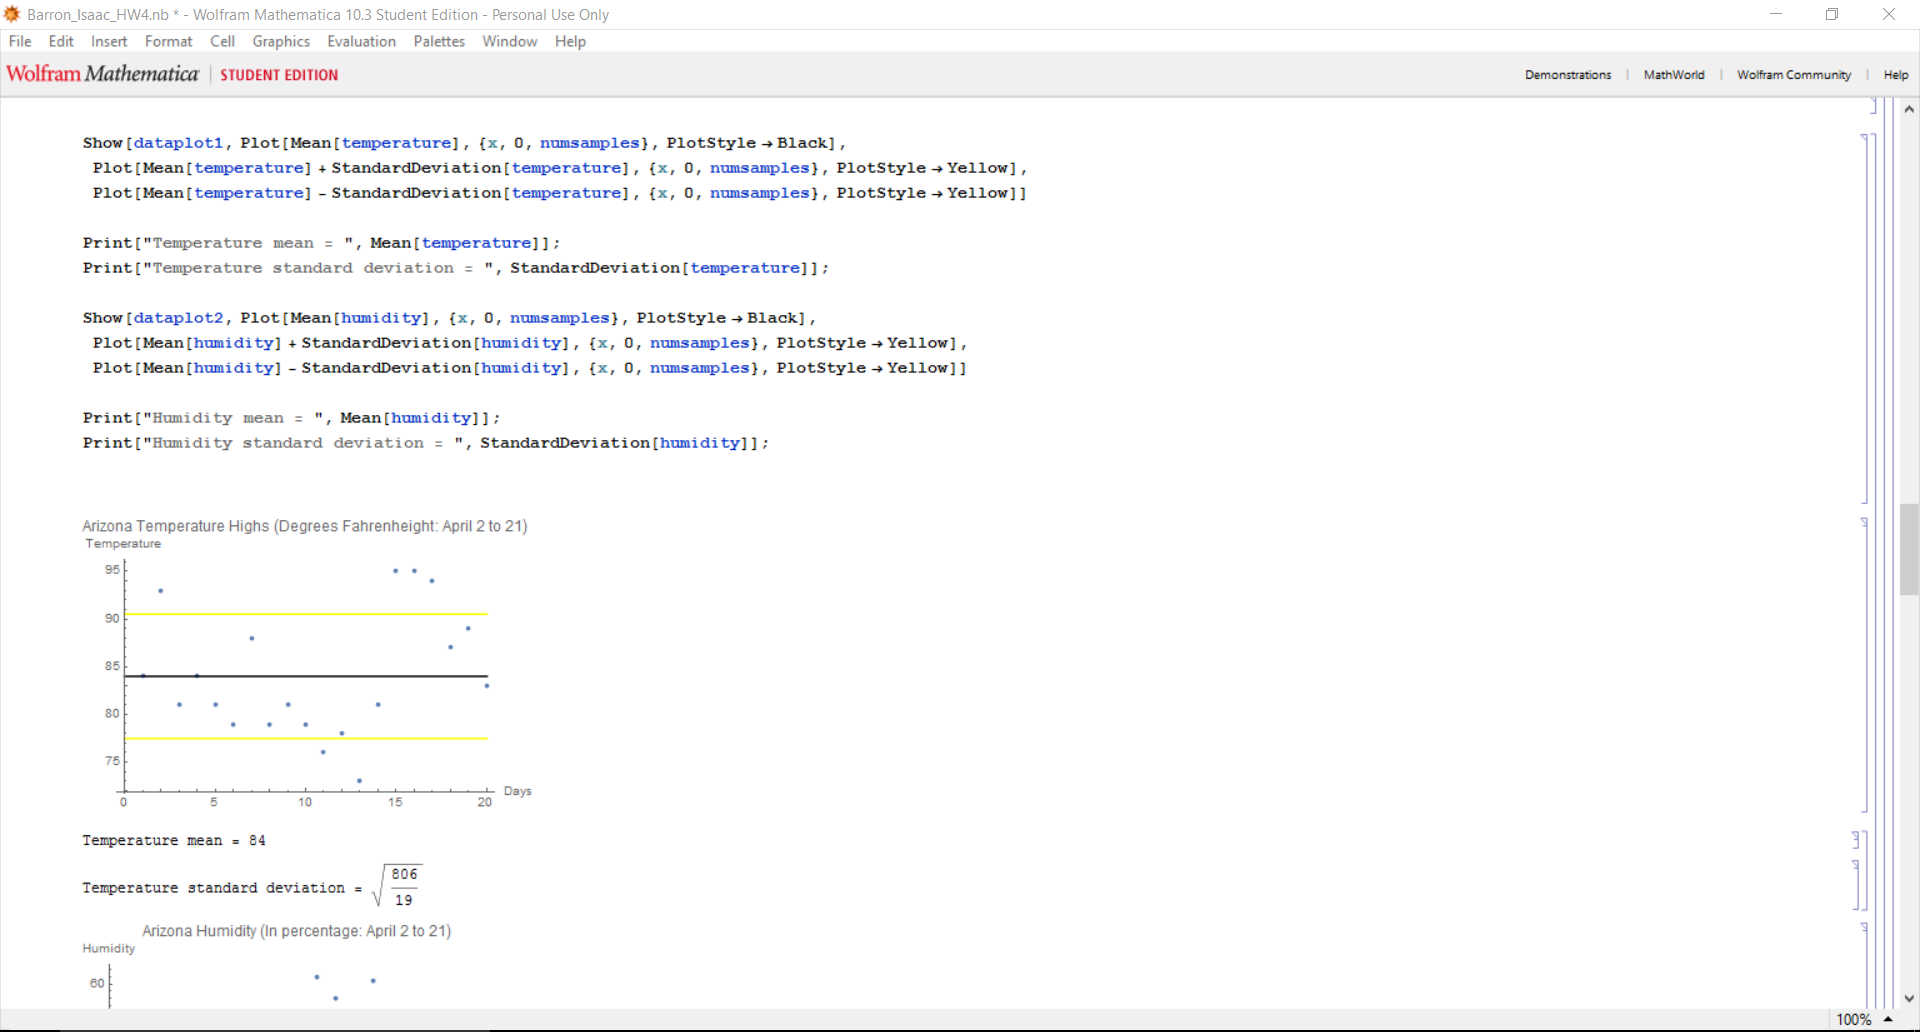 Barron_Isaac_HW4.nb * - Wolfram Mathematica 10.3 Student Edition - Personal Use Only
File Edit Insert Format Cell Graphics Evaluation Palettes Window Help
Wolfram Mathematica | STUDENT EDITION
Demonstrations | MathWorld | Wolfram Community | Help
Show[dataplot1, Plot[Mean[temperature], {x, 0, numsamples}, PlotStyle → Black],
Plot[Mean[temperature] + StandardDeviation[temperature], {x, 0, numsamples}, PlotStyle → Yellow],
Plot[Mean[temperature] - StandardDeviation[temperature], {x, 0, numsamples}, PlotStyle → Yellow]]
Print["Temperature mean = ", Mean[temperature]];
Print["Temperature standard deviation = ", StandardDeviation[temperature]];
Show[dataplot2, Plot[Mean[humidity], {x, 0, numsamples}, PlotStyle → Black],
Plot[Mean[humidity] + StandardDeviation[humidity], {x, 0, numsamples}, PlotStyle → Yellow],
Plot[Mean[humidity] - StandardDeviation[humidity], {x, 0, numsamples}, PlotStyle → Yellow]]
Print["Humidity mean = ", Mean[humidity]];
Print["Humidity standard deviation = ", StandardDeviation[humidity]];
Arizona Temperature Highs (Degrees Fahrenheight: April 2 to 21)
Temperature
95
90
85
80
75
0 5 10 15 20 Days
Temperature mean = 84
Temperature standard deviation = √(806/19)
Arizona Humidity (In percentage: April 2 to 21)
Humidity
60
100%